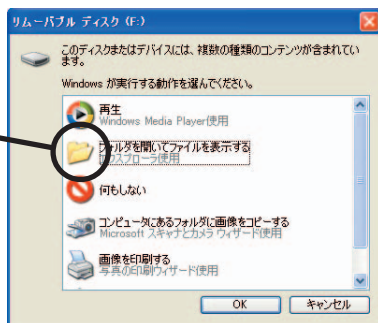 リムーバブル ディスク (F:)
このディスクまたはデバイスには、複数の種類のコンテンツが含まれてい
ます。
Windows が実行する動作を選んでください。
再生
Windows Media Player使用
フォルダを開いてファイルを表示する
エクスプローラ使用
何もしない
コンピュータにあるフォルダに画像をコピーする
Microsoft スキャナとカメラ ウィザード使用
画像を印刷する
写真の印刷ウィザード使用
OK
キャンセル